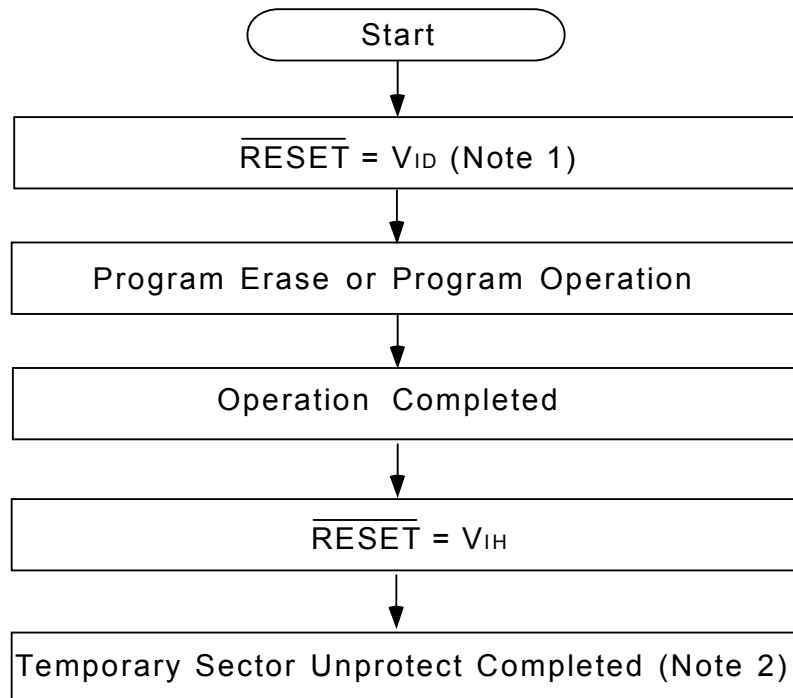 Start
RESET = VID (Note 1)
Program Erase or Program Operation
Operation Completed
RESET = VIH
Temporary Sector Unprotect Completed (Note 2)